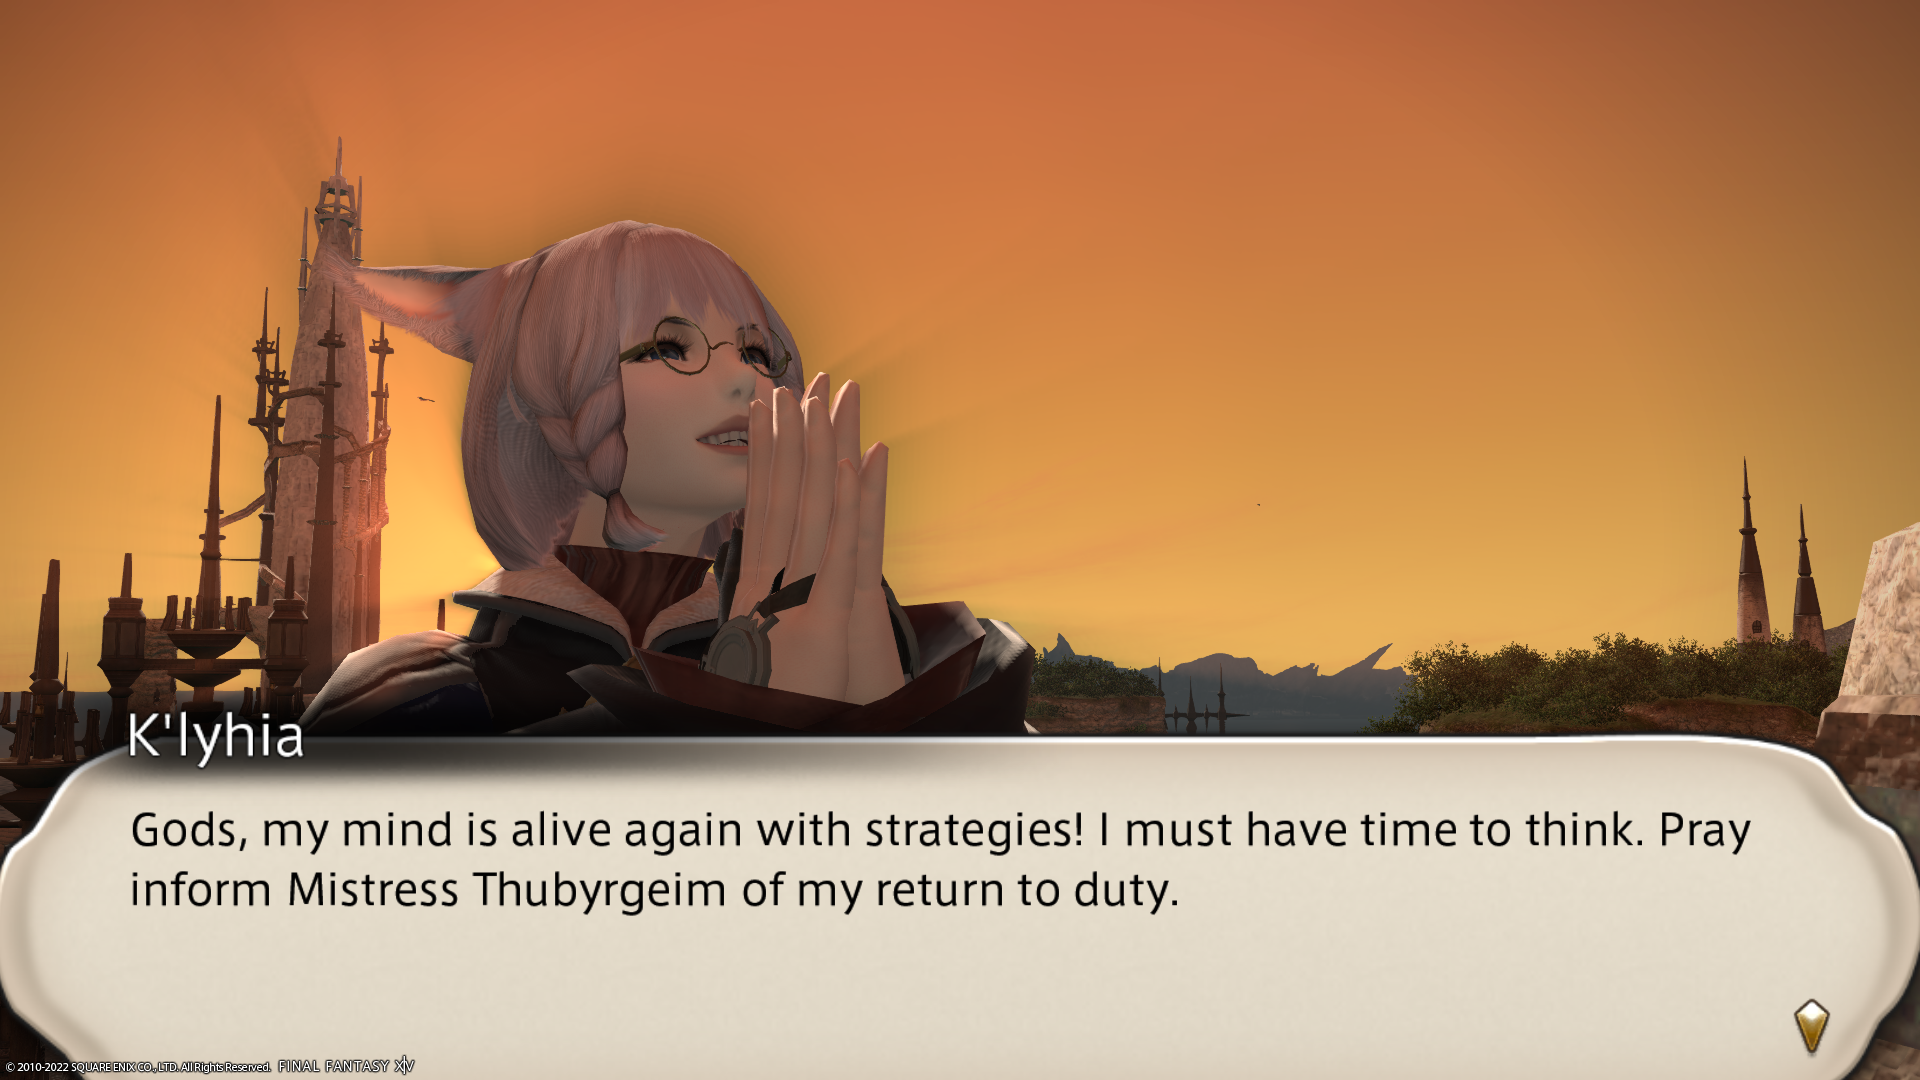 K'lyhia
Gods, my mind is alive again with strategies! I must have time to think. Pray
inform Mistress Thubyrgeim of my return to duty.
© 2010-2022 SQUARE ENIX CO., LTD. All Rights Reserved. FINAL FANTASY XIV